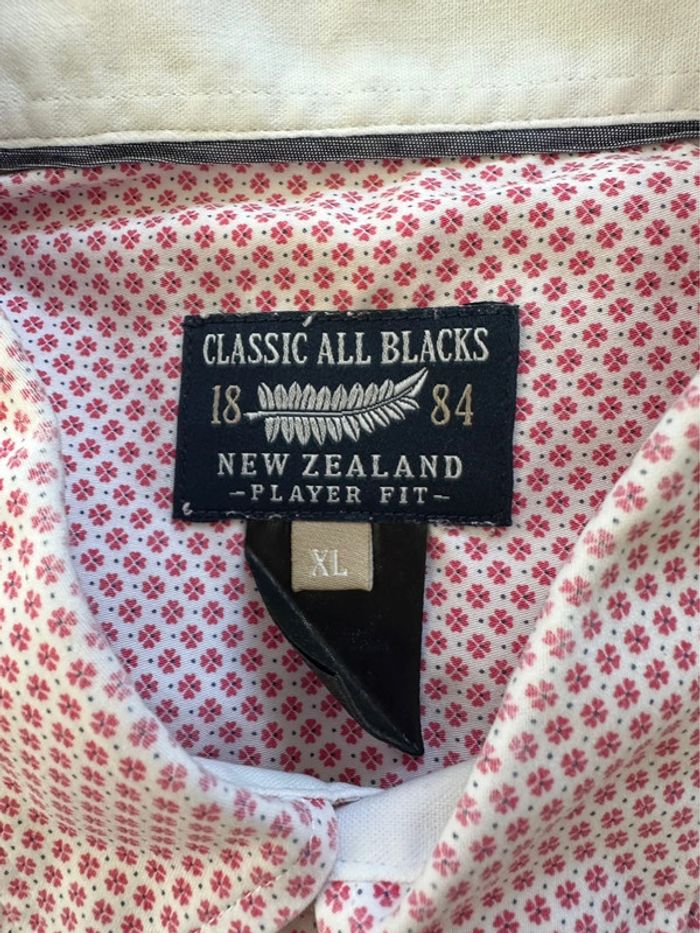 CLASSIC ALL BLACKS
18 84
NEW ZEALAND
-PLAYER FIT-
XL